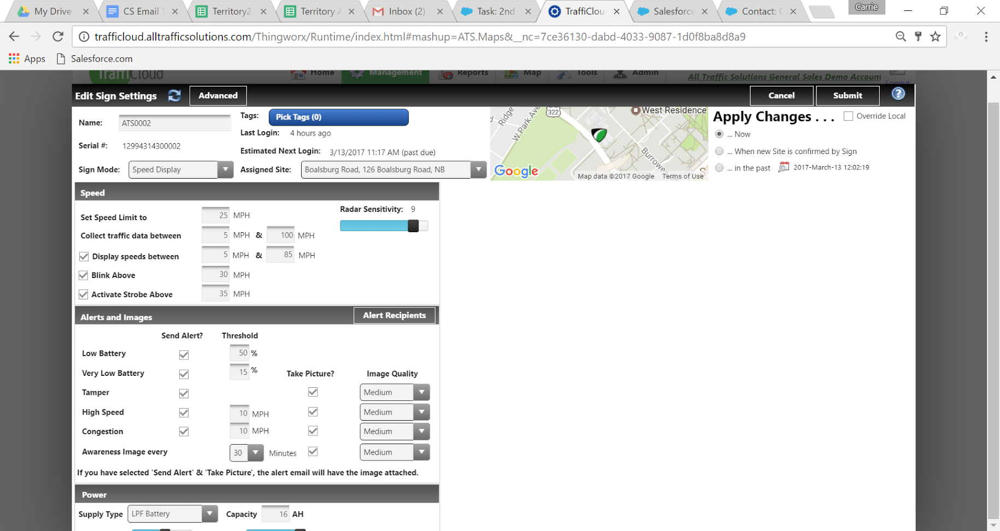 My Drive - CS Email T Territory2 Territory A Inbox (2) - Task: 2nd TraffiClou Salesforce Contact: C Carrie
trafficloud.alltrafficsolutions.com/Thingworx/Runtime/index.html#mashup=ATS.Maps&__nc=7ce36130-dabd-4033-9087-1d0f8ba8d8a9
Apps Salesforce.com
TraffiCloud Home Management Reports Map Tools Admin All Traffic Solutions General Sales Demo Account Logout
Edit Sign Settings Advanced Cancel Submit ?
Name: ATS0002
Tags: Pick Tags (0)
Last Login: 4 hours ago
Serial #: 12994314300002
Estimated Next Login: 3/13/2017 11:17 AM (past due)
Sign Mode: Speed Display
Assigned Site: Boalsburg Road, 126 Boalsburg Road, NB
Ridge
W Park Ave
322
West Residence
Burrowes
Google Map data ©2017 Google Terms of Use
Apply Changes . . . Override Local
... Now
... When new Site is confirmed by Sign
... in the past 2017-March-13 12:02:19
Speed
Set Speed Limit to 25 MPH
Radar Sensitivity: 9
Collect traffic data between 5 MPH & 100 MPH
Display speeds between 5 MPH & 85 MPH
Blink Above 30 MPH
Activate Strobe Above 35 MPH
Alerts and Images Alert Recipients
Send Alert? Threshold
Low Battery 50 %
Very Low Battery 15 % Take Picture? Image Quality
Tamper Medium
High Speed 10 MPH Medium
Congestion 10 MPH Medium
Awareness Image every 30 Minutes Medium
If you have selected 'Send Alert' & 'Take Picture', the alert email will have the image attached.
Power
Supply Type LPF Battery Capacity 16 AH